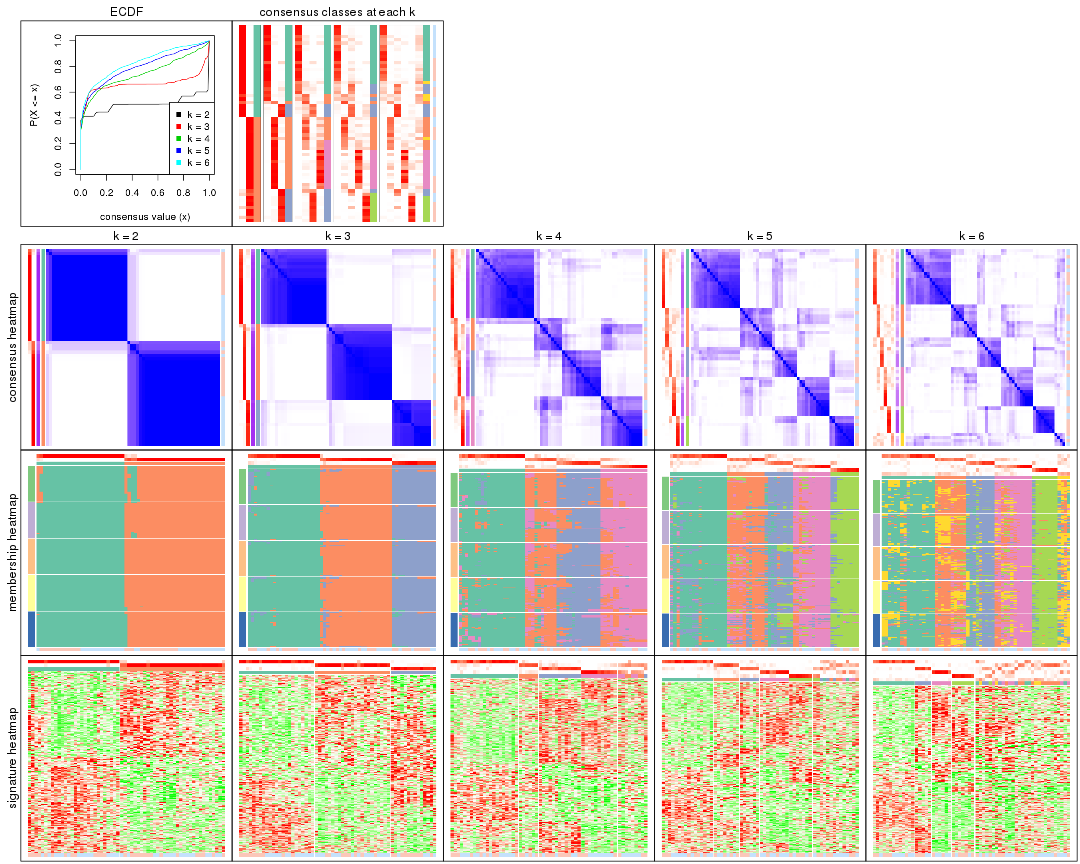 ECDF
consensus classes at each k
P(X <= x)
0.0 0.2 0.4 0.6 0.8 1.0
k = 2
k = 3
k = 4
k = 5
k = 6
0.0 0.2 0.4 0.6 0.8 1.0
consensus value (x)
k = 2 k = 3 k = 4 k = 5 k = 6
consensus heatmap
membership heatmap
signature heatmap